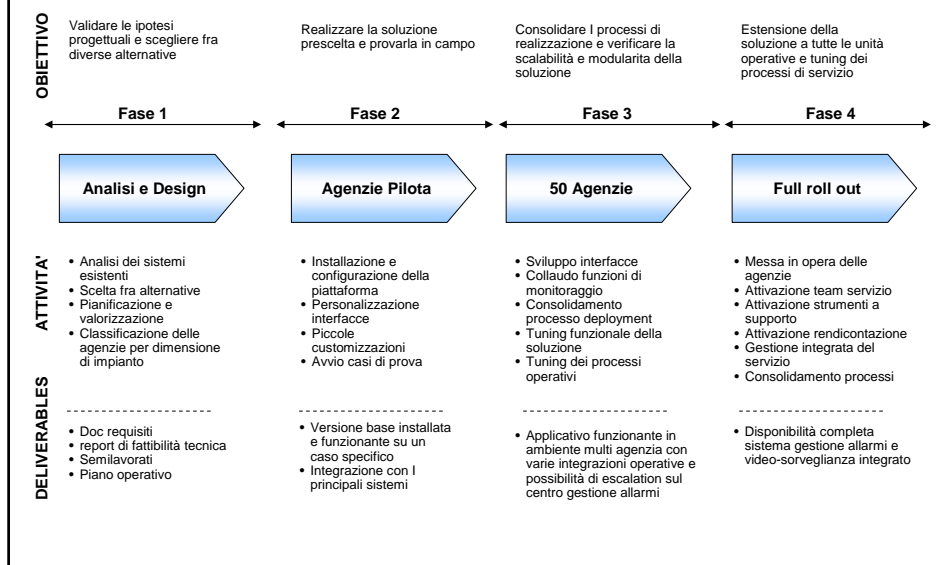 OBIETTIVO
Validare le ipotesi
progettuali e scegliere fra
diverse alternative
Realizzare la soluzione
prescelta e provarla in campo
Consolidare I processi di
realizzazione e verificare la
scalabilità e modularita della
soluzione
Estensione della
soluzione a tutte le unità
operative e tuning dei
processi di servizio
Fase 1
Fase 2
Fase 3
Fase 4
Analisi e Design
Agenzie Pilota
50 Agenzie
Full roll out
ATTIVITA'
• Analisi dei sistemi
esistenti
• Scelta fra alternative
• Pianificazione e
valorizzazione
• Classificazione delle
agenzie per dimensione
di impianto
• Installazione e
configurazione della
piattaforma
• Personalizzazione
interfacce
• Piccole
customizzazioni
• Avvio casi di prova
• Sviluppo interfacce
• Collaudo funzioni di
monitoraggio
• Consolidamento
processo deployment
• Tuning funzionale della
soluzione
• Tuning dei processi
operativi
• Messa in opera delle
agenzie
• Attivazione team servizio
• Attivazione strumenti a
supporto
• Attivazione rendicontazione
• Gestione integrata del
servizio
• Consolidamento processi
DELIVERABLES
• Doc requisiti
• report di fattibilità tecnica
• Semilavorati
• Piano operativo
• Versione base installata
e funzionante su un
caso specifico
• Integrazione con I
principali sistemi
• Applicativo funzionante in
ambiente multi agenzia con
varie integrazioni operative e
possibilità di escalation sul
centro gestione allarmi
• Disponibilità completa
sistema gestione allarmi e
video-sorveglianza integrato